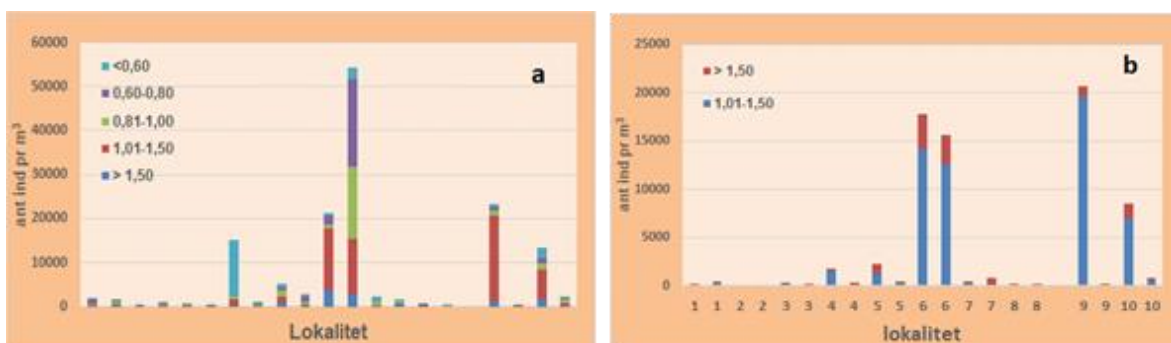 60000
50000
40000
30000
20000
10000
0
ant ind pr m³
<0,60
0,60-0,80
0,81-1,00
1,01-1,50
> 1,50
a
Lokalitet
25000
20000
15000
10000
5000
0
ant ind pr m³
> 1,50
1,01-1,50
b
1 1 2 2 3 3 4 4 5 5 6 6 7 7 8 8 9 9 10 10
lokalitet